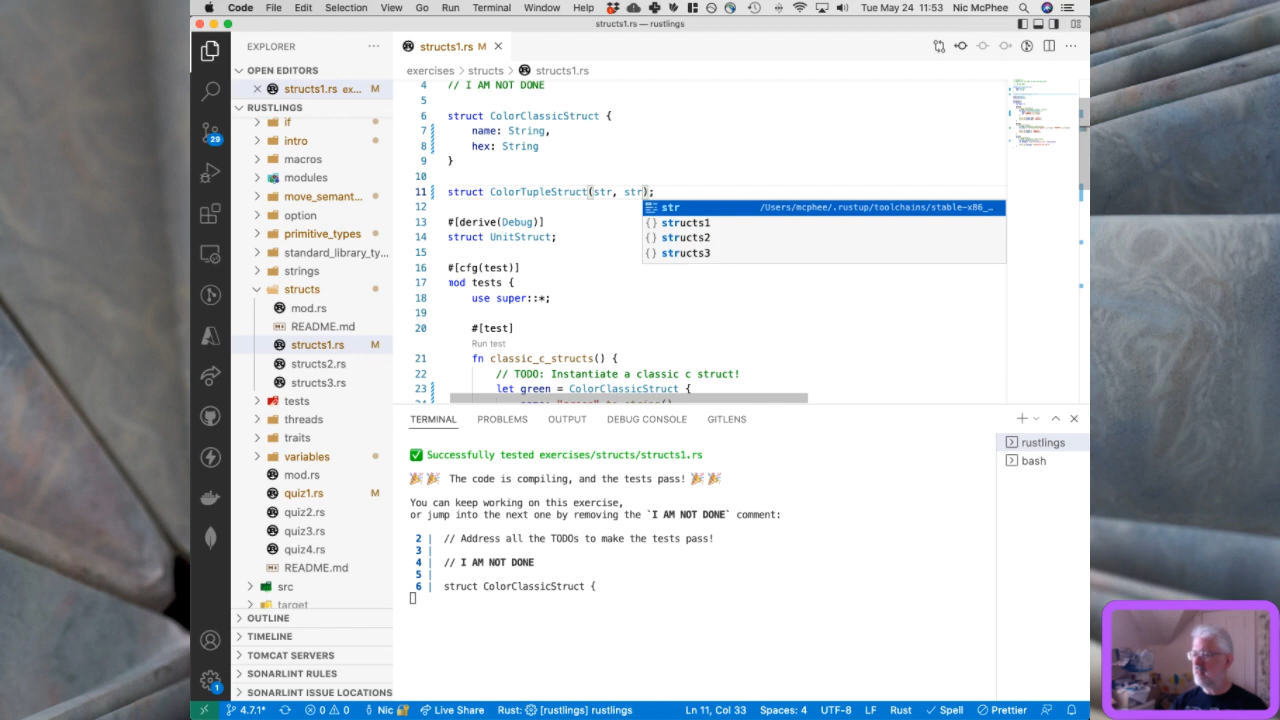 Code File Edit Selection View Go Run Terminal Window Help Tue May 24 11:53 Nic McPhee
structs1.rs — rustlings
EXPLORER
OPEN EDITORS
structs1.rs ex... M
RUSTLINGS
if
intro
macros
modules
move_semant...
option
primitive_types
standard_library_ty...
strings
structs
mod.rs
README.md
structs1.rs M
structs2.rs
structs3.rs
tests
threads
traits
variables
mod.rs
quiz1.rs M
quiz2.rs
quiz3.rs
quiz4.rs
README.md
src
target
OUTLINE
TIMELINE
TOMCAT SERVERS
SONARLINT RULES
SONARLINT ISSUE LOCATIONS
29
1
structs1.rs M
exercises > structs > structs1.rs
4 // I AM NOT DONE
5
6 struct ColorClassicStruct {
7 name: String,
8 hex: String
9 }
10
11 struct ColorTupleStruct(str, str);
12
13 #[derive(Debug)]
14 struct UnitStruct;
15
16 #[cfg(test)]
17 mod tests {
18 use super::*;
19
20 #[test]
Run test
21 fn classic_c_structs() {
22 // TODO: Instantiate a classic c struct!
23 let green = ColorClassicStruct {
str /Users/mcphee/.rustup/toolchains/stable-x86_...
structs1
structs2
structs3
TERMINAL PROBLEMS OUTPUT DEBUG CONSOLE GITLENS
rustlings
bash
✅ Successfully tested exercises/structs/structs1.rs
🎉 🎉 The code is compiling, and the tests pass! 🎉 🎉
You can keep working on this exercise,
or jump into the next one by removing the `I AM NOT DONE` comment:
2 | // Address all the TODOs to make the tests pass!
3 |
4 | // I AM NOT DONE
5 |
6 | struct ColorClassicStruct {
4.7.1* 0 0 Nic Live Share Rust: [rustlings] rustlings Ln 11, Col 33 Spaces: 4 UTF-8 LF Rust Spell Prettier